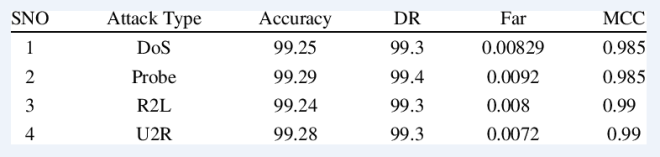 SNO Attack Type Accuracy DR Far MCC
1 DoS 99.25 99.3 0.00829 0.985
2 Probe 99.29 99.4 0.0092 0.985
3 R2L 99.24 99.3 0.008 0.99
4 U2R 99.28 99.3 0.0072 0.99